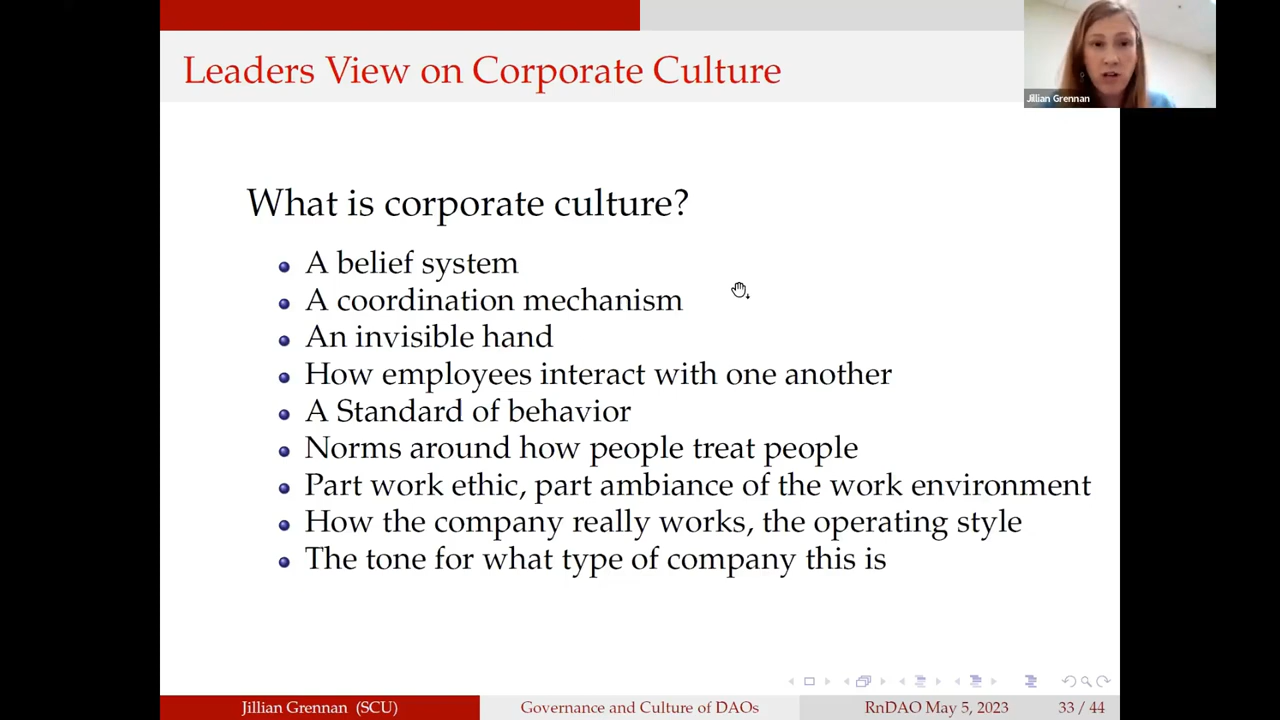 Leaders View on Corporate Culture
Jillian Grennan
What is corporate culture?
A belief system
A coordination mechanism
An invisible hand
How employees interact with one another
A Standard of behavior
Norms around how people treat people
Part work ethic, part ambiance of the work environment
How the company really works, the operating style
The tone for what type of company this is
Jillian Grennan (SCU) Governance and Culture of DAOs RnDAO May 5, 2023 33 / 44